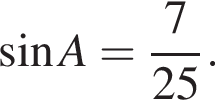 sin A = 7/25.